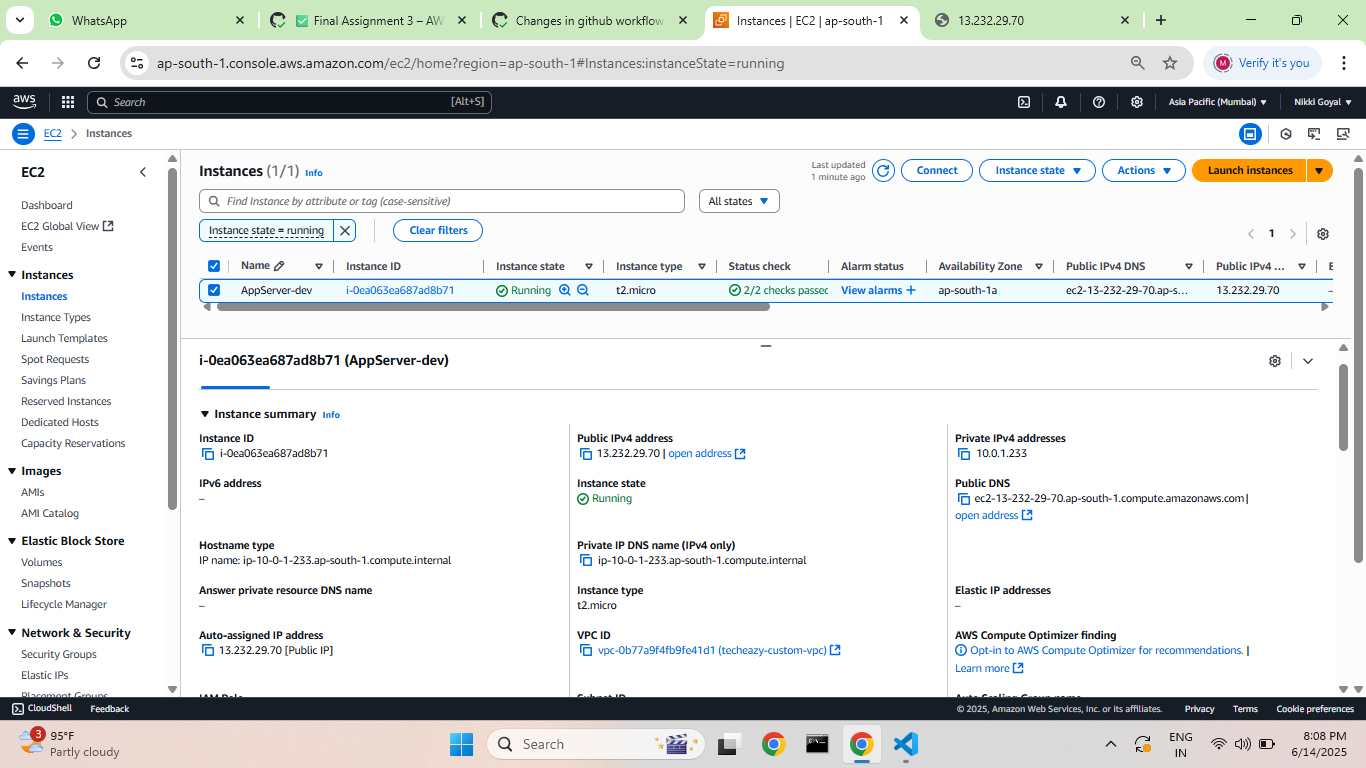 WhatsApp
✅ Final Assignment 3 – AW
Changes in github workflow
Instances | EC2 | ap-south-1
13.232.29.70
ap-south-1.console.aws.amazon.com/ec2/home?region=ap-south-1#Instances:instanceState=running
M
Verify it's you
aws
Search
[Alt+S]
Asia Pacific (Mumbai)
Nikki Goyal
EC2
Instances
EC2
Dashboard
EC2 Global View
Events
Instances
Instances
Instance Types
Launch Templates
Spot Requests
Savings Plans
Reserved Instances
Dedicated Hosts
Capacity Reservations
Images
AMIs
AMI Catalog
Elastic Block Store
Volumes
Snapshots
Lifecycle Manager
Network & Security
Security Groups
Elastic IPs
Placement Groups
Instances (1/1) Info
Last updated
1 minute ago
Connect
Instance state
Actions
Launch instances
Find Instance by attribute or tag (case-sensitive)
All states
Instance state = running
Clear filters
1
Name
Instance ID
Instance state
Instance type
Status check
Alarm status
Availability Zone
Public IPv4 DNS
Public IPv4 ...
E
AppServer-dev
i-0ea063ea687ad8b71
Running
t2.micro
2/2 checks passed
View alarms +
ap-south-1a
ec2-13-232-29-70.ap-s...
13.232.29.70
–
i-0ea063ea687ad8b71 (AppServer-dev)
Instance summary Info
Instance ID
i-0ea063ea687ad8b71
Public IPv4 address
13.232.29.70 | open address
Private IPv4 addresses
10.0.1.233
IPv6 address
–
Instance state
Running
Public DNS
ec2-13-232-29-70.ap-south-1.compute.amazonaws.com |
open address
Hostname type
IP name: ip-10-0-1-233.ap-south-1.compute.internal
Private IP DNS name (IPv4 only)
ip-10-0-1-233.ap-south-1.compute.internal
Answer private resource DNS name
–
Instance type
t2.micro
Elastic IP addresses
–
Auto-assigned IP address
13.232.29.70 [Public IP]
VPC ID
vpc-0b77a9f4fb9fe41d1 (techeazy-custom-vpc)
AWS Compute Optimizer finding
Opt-in to AWS Compute Optimizer for recommendations. |
Learn more
IAM Role
Subnet ID
Auto Scaling Group name
CloudShell
Feedback
© 2025, Amazon Web Services, Inc. or its affiliates.
Privacy
Terms
Cookie preferences
3
95°F
Partly cloudy
Search
ENG
IN
8:08 PM
6/14/2025